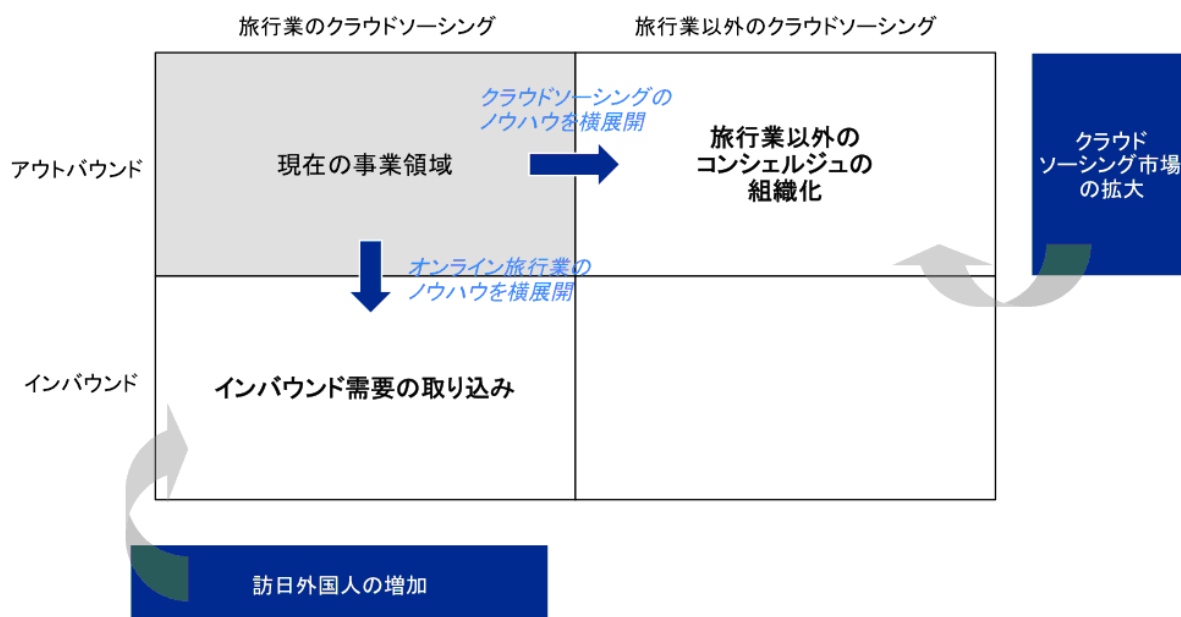 旅行業のクラウドソーシング
旅行業以外のクラウドソーシング
アウトバウンド
現在の事業領域
クラウドソーシングの
ノウハウを横展開
旅行業以外の
コンシェルジュの
組織化
クラウド
ソーシング市場
の拡大
オンライン旅行業の
ノウハウを横展開
インバウンド
インバウンド需要の取り込み
訪日外国人の増加